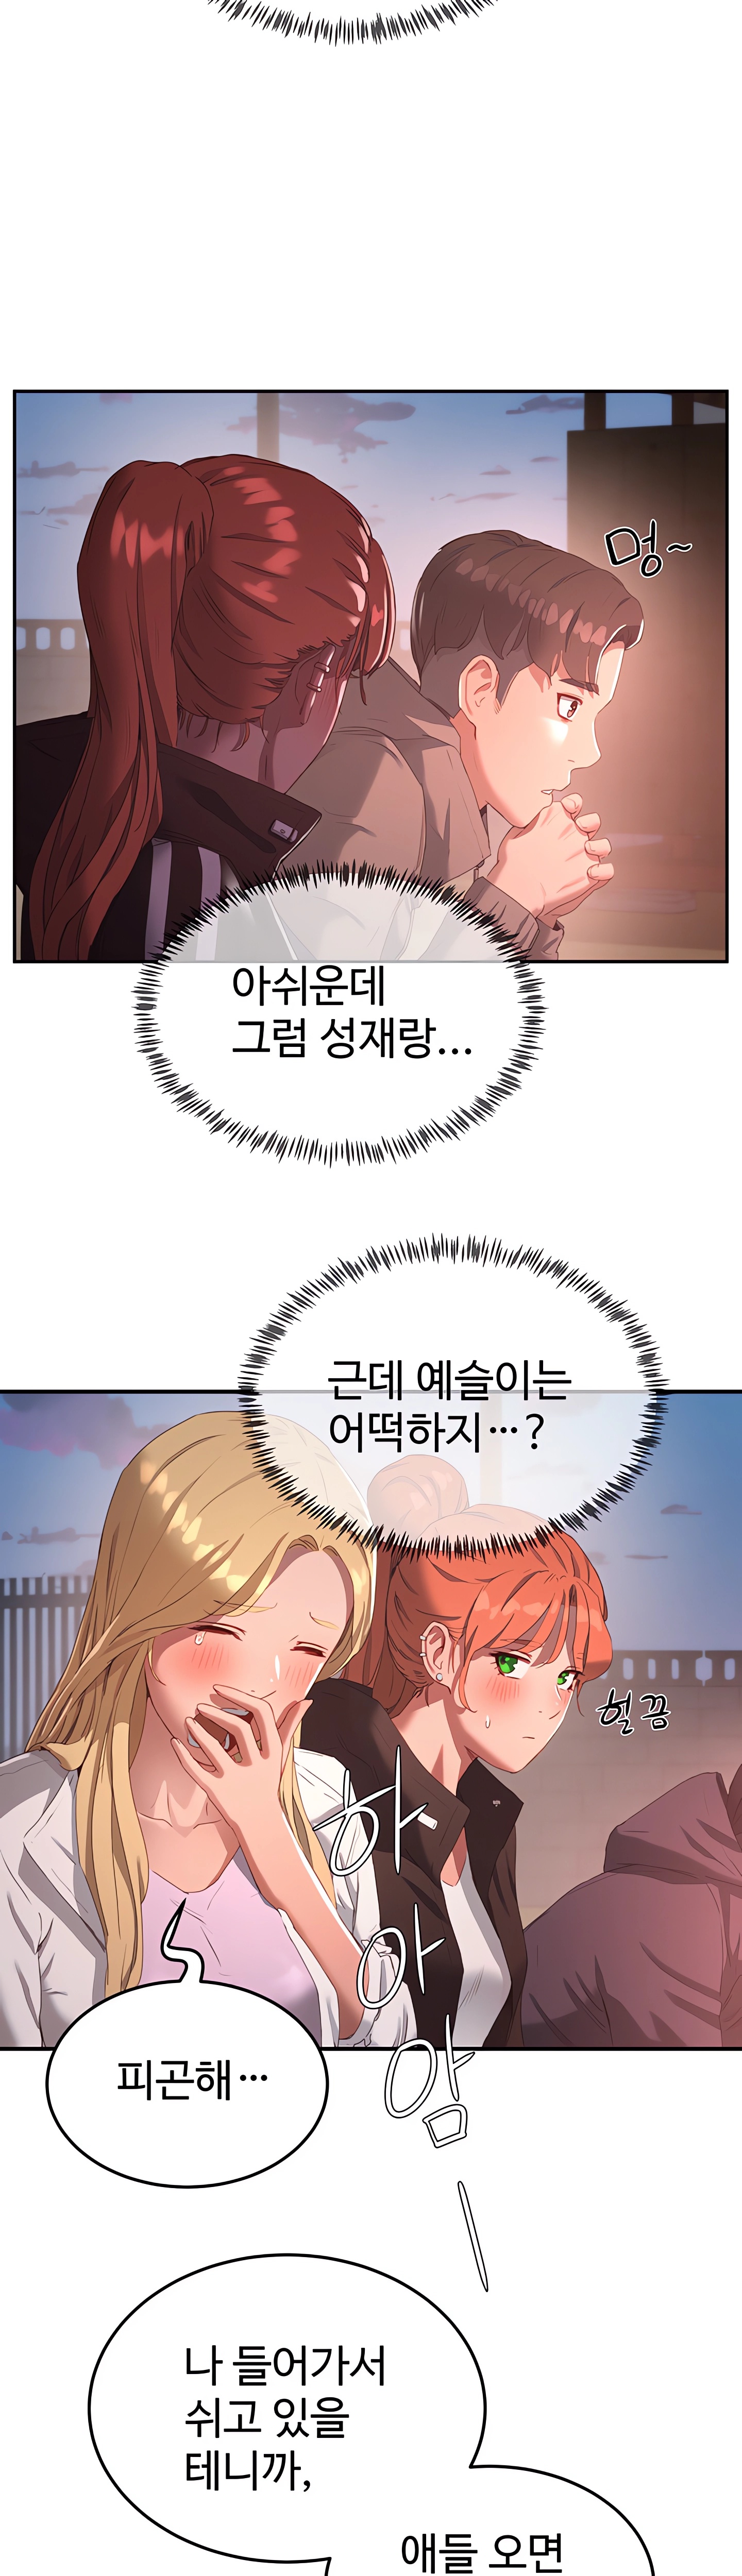 멍~
아쉬운데
그럼 성재랑...
근데 예슬이는
어떡하지…?
힐끔
하
아
암
피곤해…
나 들어가서
쉬고 있을
테니까,
애들 오면